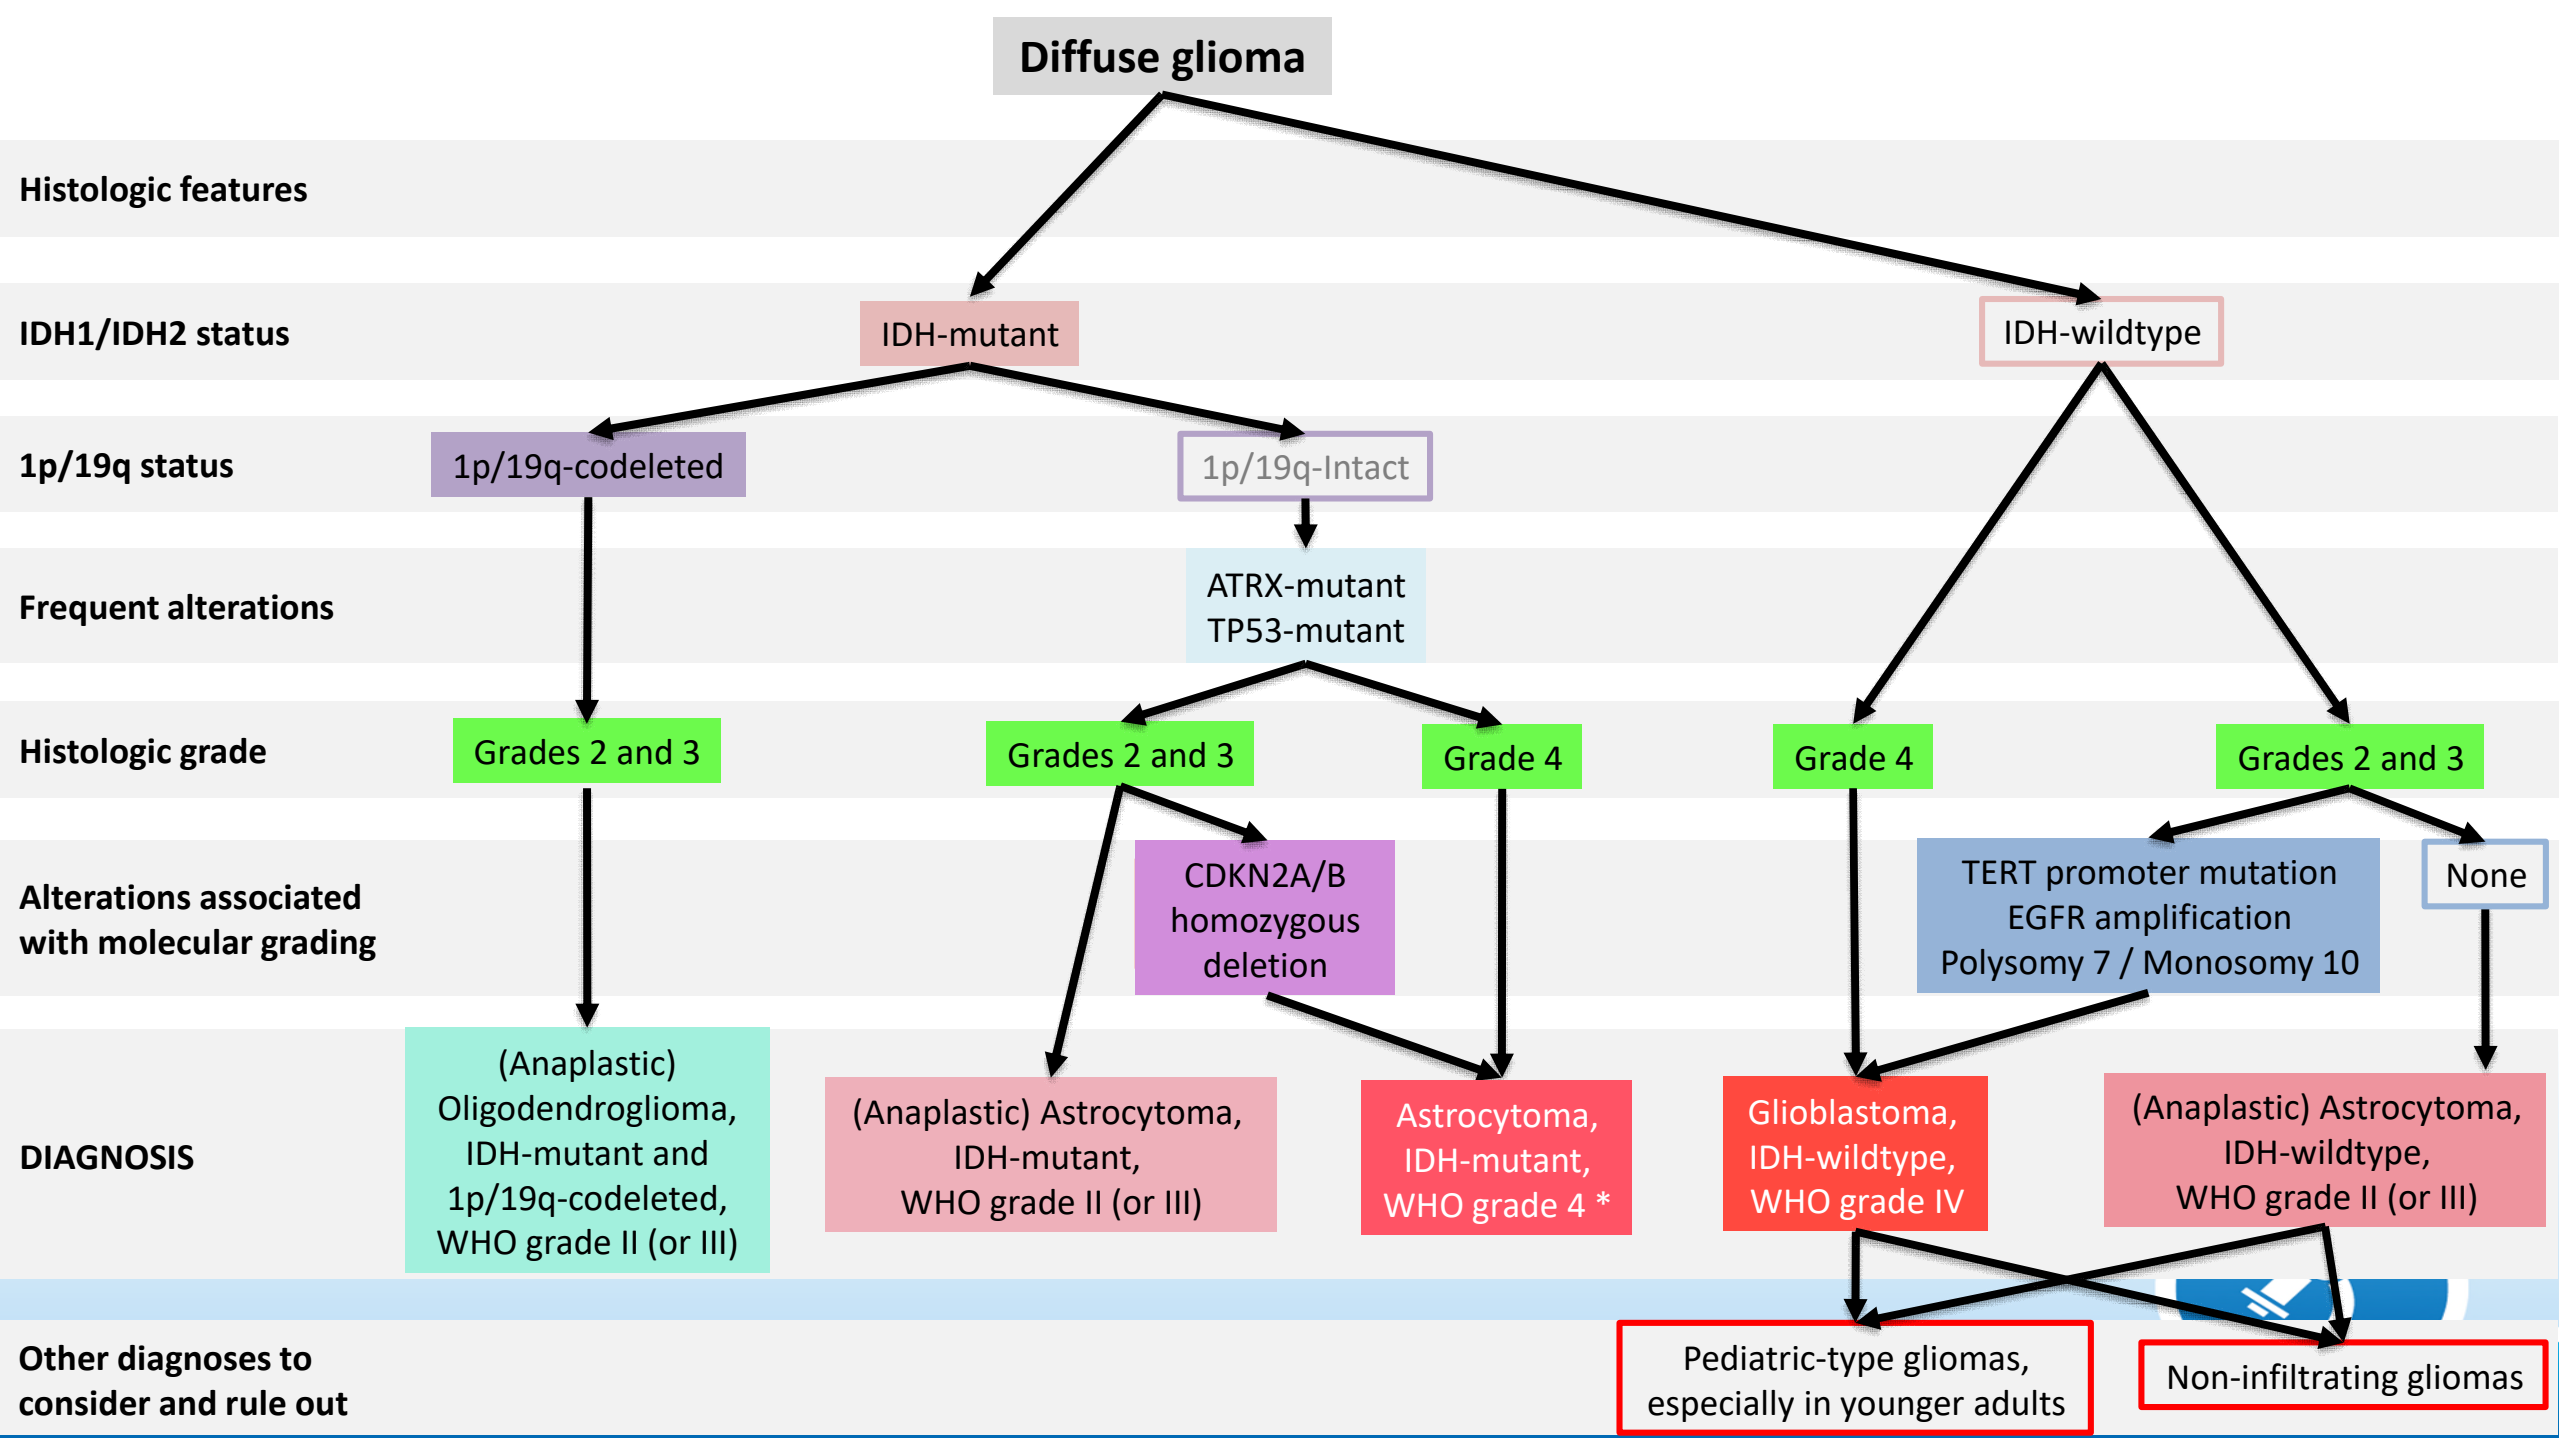 Diffuse glioma
Histologic features
IDH1/IDH2 status
IDH-mutant
IDH-wildtype
1p/19q status
1p/19q-codeleted
1p/19q-Intact
Frequent alterations
ATRX-mutant
TP53-mutant
Histologic grade
Grades 2 and 3
Grades 2 and 3
Grade 4
Grade 4
Grades 2 and 3
Alterations associated
with molecular grading
CDKN2A/B
homozygous
deletion
TERT promoter mutation
EGFR amplification
Polysomy 7 / Monosomy 10
None
DIAGNOSIS
(Anaplastic)
Oligodendroglioma,
IDH-mutant and
1p/19q-codeleted,
WHO grade II (or III)
(Anaplastic) Astrocytoma,
IDH-mutant,
WHO grade II (or III)
Astrocytoma,
IDH-mutant,
WHO grade 4 *
Glioblastoma,
IDH-wildtype,
WHO grade IV
(Anaplastic) Astrocytoma,
IDH-wildtype,
WHO grade II (or III)
Other diagnoses to
consider and rule out
Pediatric-type gliomas,
especially in younger adults
Non-infiltrating gliomas